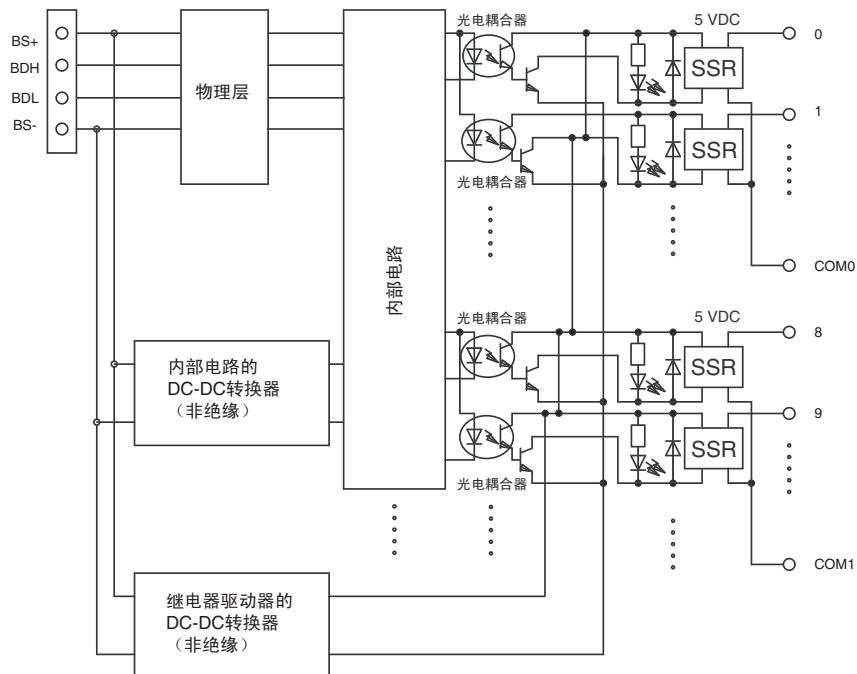 BS+
BDH
BDL
BS-
物理层
内部电路
光电耦合器
5 VDC
SSR
0
光电耦合器
SSR
1
COM0
光电耦合器
5 VDC
SSR
8
光电耦合器
SSR
9
COM1
内部电路的
DC-DC转换器
（非绝缘）
继电器驱动器的
DC-DC转换器
（非绝缘）